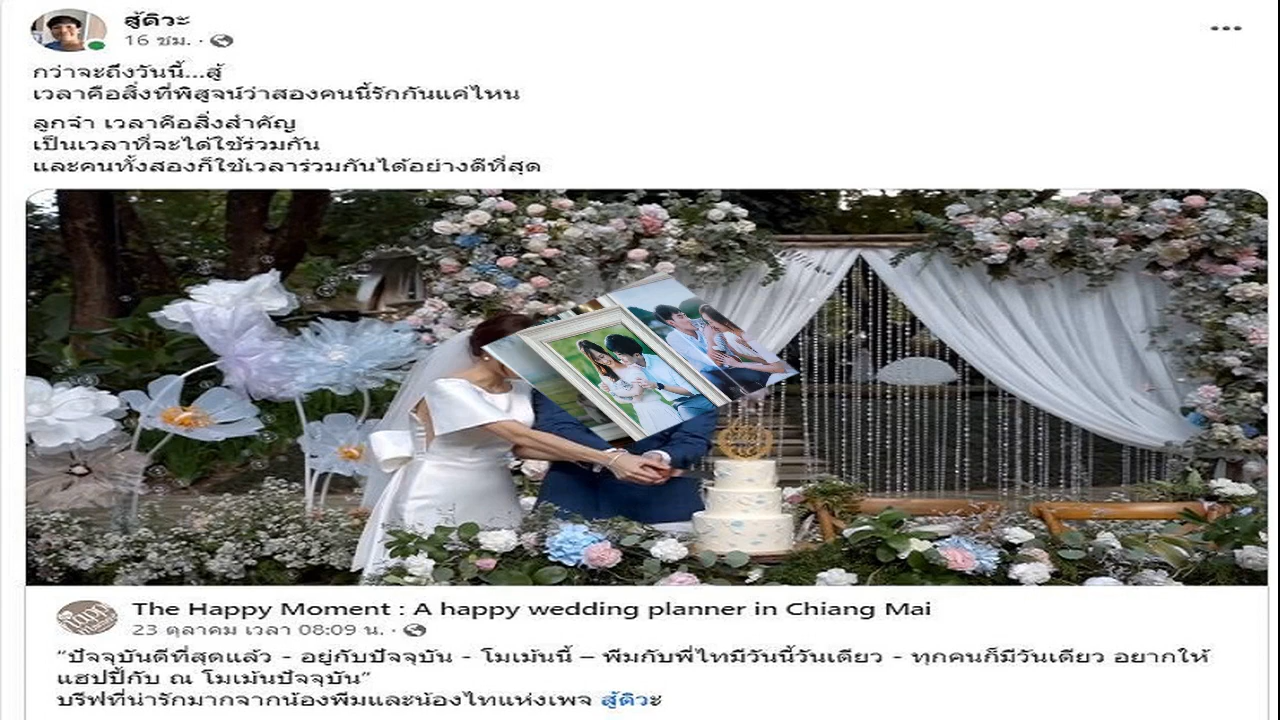 สู้ดิวะ
16 ชม. ·
กว่าจะถึงวันนี้...สู้
เวลาคือสิ่งที่พิสูจน์ว่าสองคนนี้รักกันแค่ไหน
ลูกจ๋า เวลาคือสิ่งสำคัญ
เป็นเวลาที่จะได้ใช้ร่วมกัน
และคนทั้งสองก็ใช้เวลาร่วมกันได้อย่างดีที่สุด
The Happy Moment : A happy wedding planner in Chiang Mai
23 ตุลาคม เวลา 08:09 น. ·
“ปัจจุบันดีที่สุดแล้ว - อยู่กับปัจจุบัน - โมเม้นนี้ – พีมกับพี่ไทมีวันนี้วันเดียว - ทุกคนก็มีวันเดียว อยากให้
แฮปปี้กับ ณ โมเม้นปัจจุบัน”
บรีฟที่น่ารักมากจากน้องพีมและน้องไทแห่งเพจ สู้ดิวะ